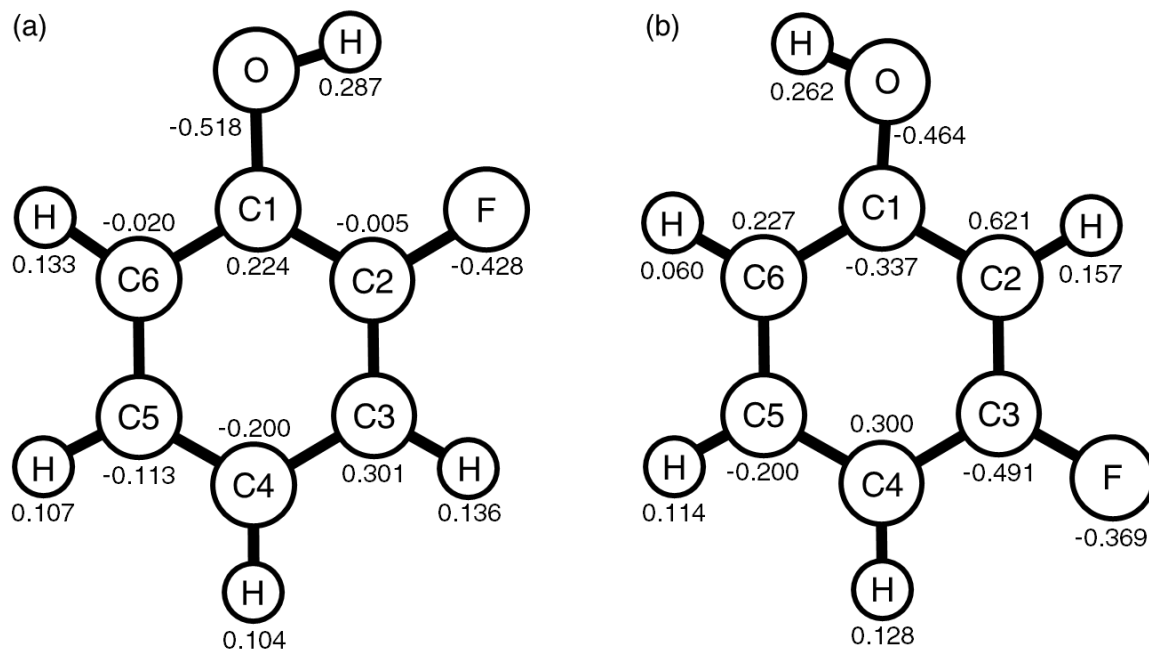 (a)
O
H
0.287
-0.518
H
-0.020
C1
-0.005
F
0.133
C6
0.224
C2
-0.428
C5
-0.200
C3
H
-0.113
C4
0.301
H
0.107
0.136
H
0.104
(b)
H
O
0.262
-0.464
H
0.227
C1
0.621
H
0.060
C6
-0.337
C2
0.157
C5
0.300
C3
H
-0.200
C4
-0.491
F
0.114
-0.369
H
0.128